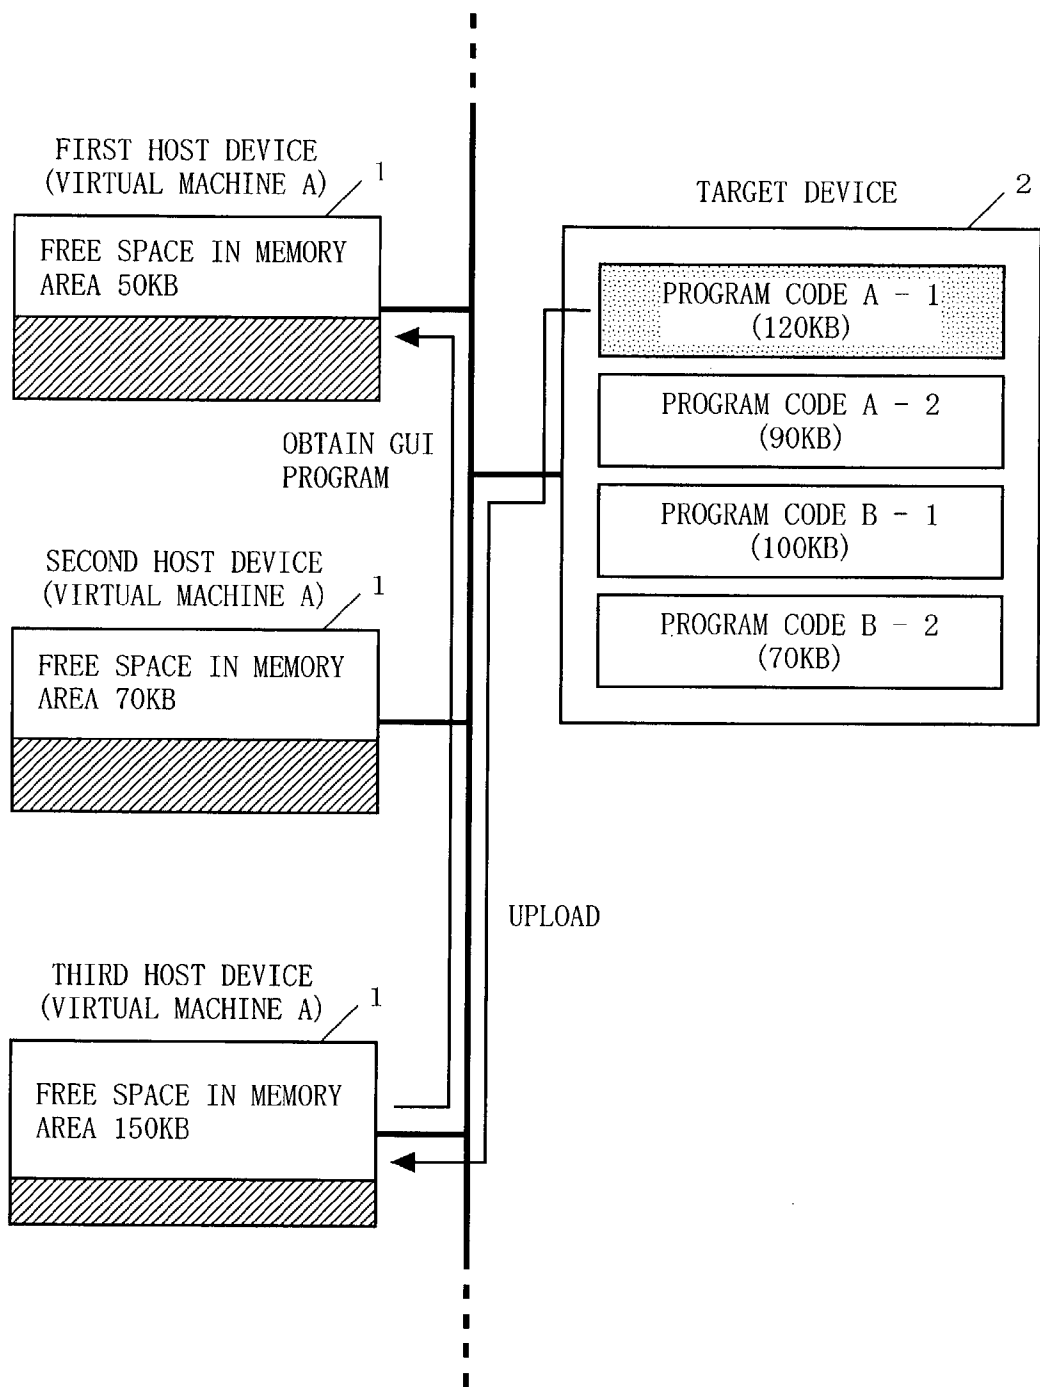 FIRST HOST DEVICE
(VIRTUAL MACHINE A)
1
FREE SPACE IN MEMORY
AREA 50KB
TARGET DEVICE
2
PROGRAM CODE A - 1
(120KB)
PROGRAM CODE A - 2
(90KB)
PROGRAM CODE B - 1
(100KB)
PROGRAM CODE B - 2
(70KB)
OBTAIN GUI
PROGRAM
SECOND HOST DEVICE
(VIRTUAL MACHINE A)
1
FREE SPACE IN MEMORY
AREA 70KB
UPLOAD
THIRD HOST DEVICE
(VIRTUAL MACHINE A)
1
FREE SPACE IN MEMORY
AREA 150KB